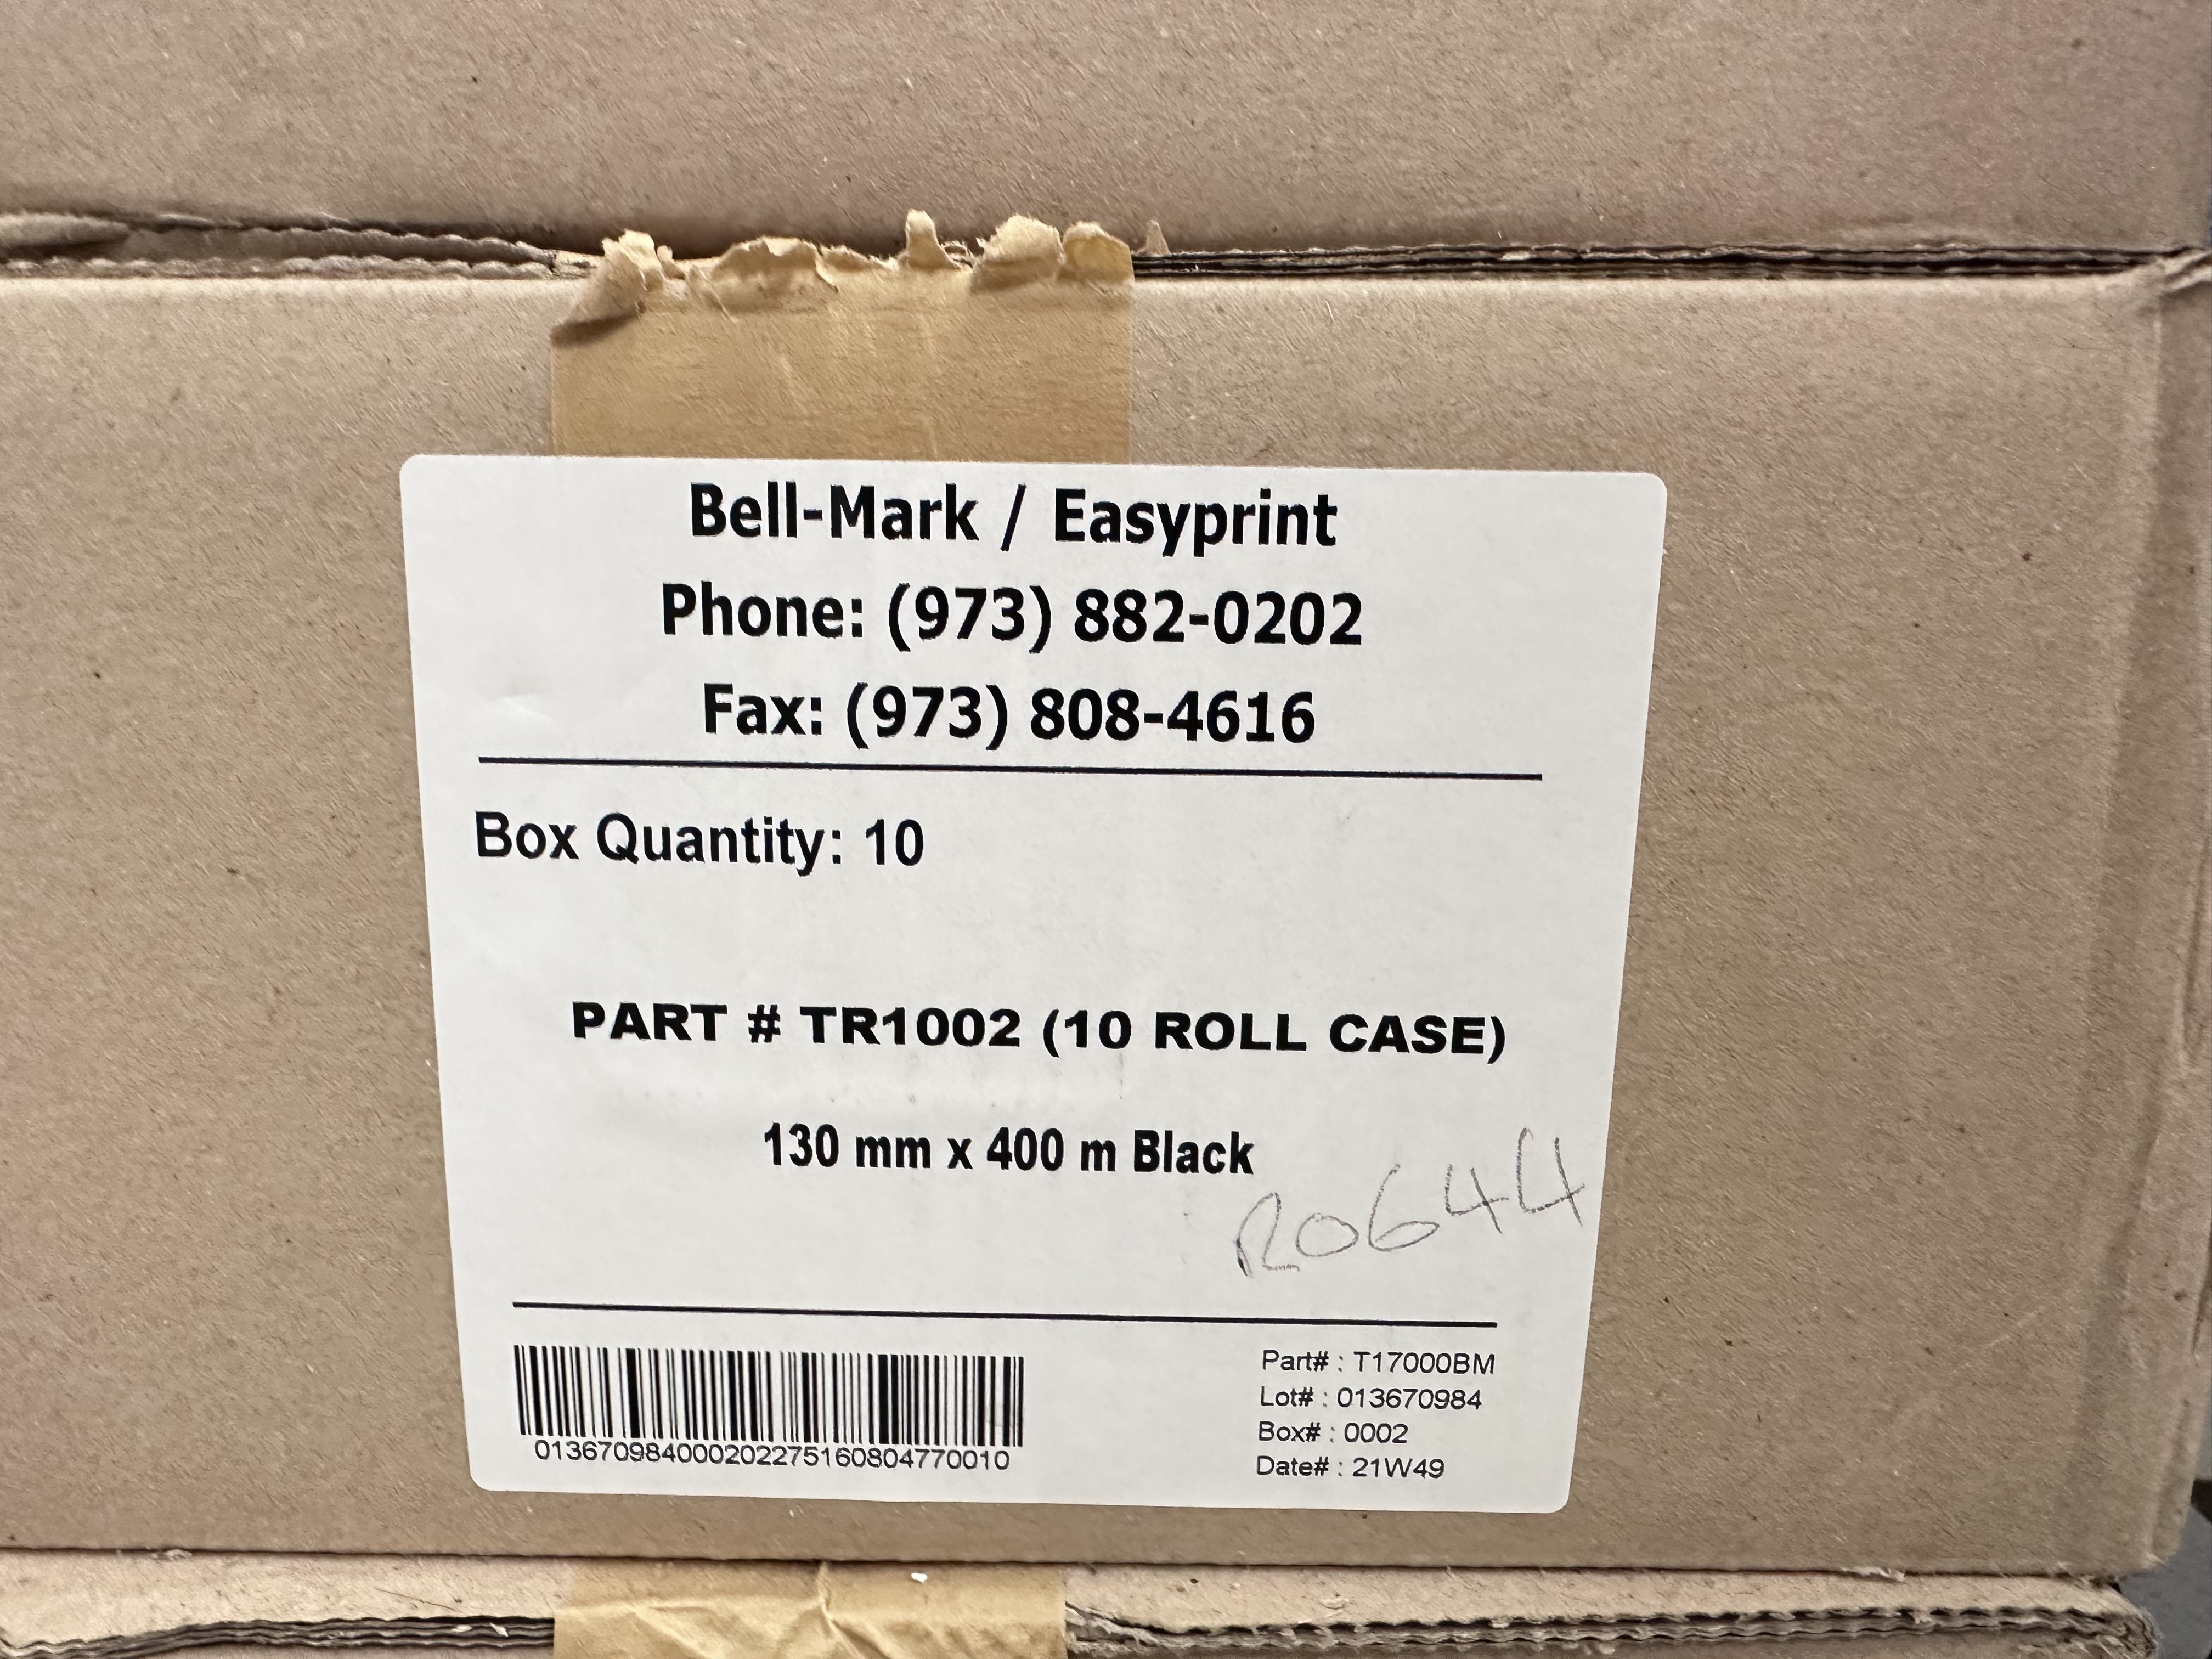 Bell-Mark / Easyprint
Phone: (973) 882-0202
Fax: (973) 808-4616
Box Quantity: 10
PART # TR1002 (10 ROLL CASE)
130 mm x 400 m Black
R0644
Part# : T17000BM
Lot# : 013670984
Box# : 0002
Date# : 21W49
013670984000202275160804770010